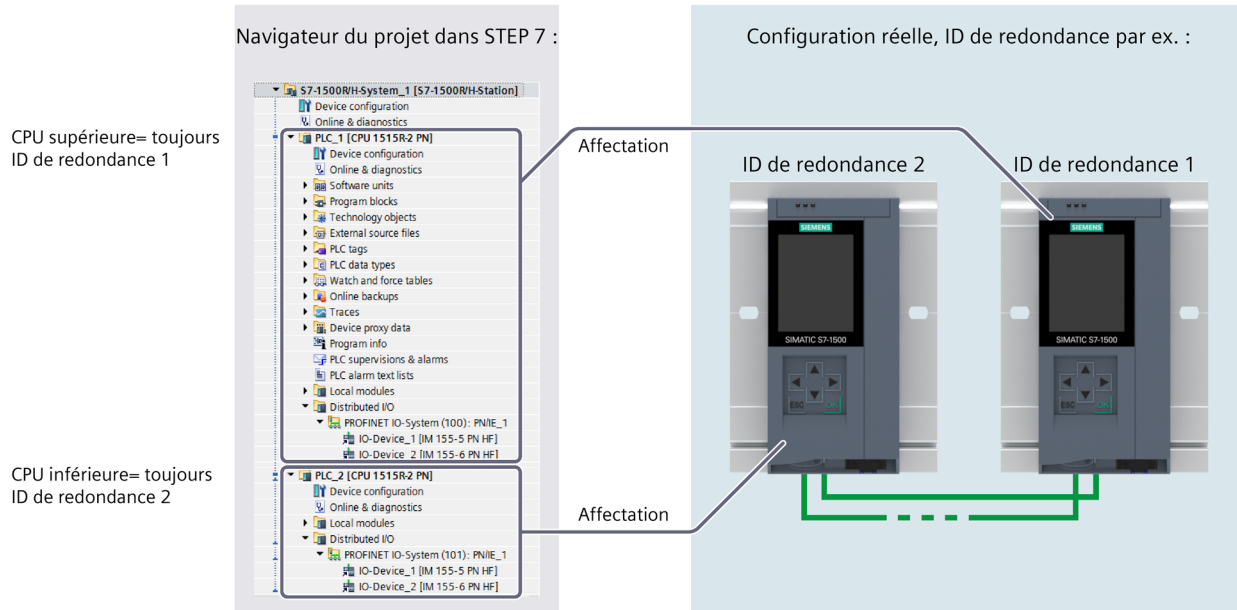 Navigateur du projet dans STEP 7 :
Configuration réelle, ID de redondance par ex. :
S7-1500R/H-System_1 [S7-1500R/H-Station]
Device configuration
Online & diagnostics
CPU supérieure= toujours
ID de redondance 1
PLC_1 [CPU 1515R-2 PN]
Device configuration
Online & diagnostics
Software units
Program blocks
Technology objects
External source files
PLC tags
PLC data types
Watch and force tables
Online backups
Traces
Device proxy data
Program info
PLC supervisions & alarms
PLC alarm text lists
Local modules
Distributed I/O
PROFINET IO-System (100): PN/IE_1
IO-Device_1 [IM 155-5 PN HF]
IO-Device_2 [IM 155-6 PN HF]
CPU inférieure= toujours
ID de redondance 2
PLC_2 [CPU 1515R-2 PN]
Device configuration
Online & diagnostics
Local modules
Distributed I/O
PROFINET IO-System (101): PN/IE_1
IO-Device_1 [IM 155-5 PN HF]
IO-Device_2 [IM 155-6 PN HF]
Affectation
Affectation
ID de redondance 2
SIEMENS
SIMATIC S7-1500
ESC
OK
ID de redondance 1
SIEMENS
SIMATIC S7-1500
ESC
OK